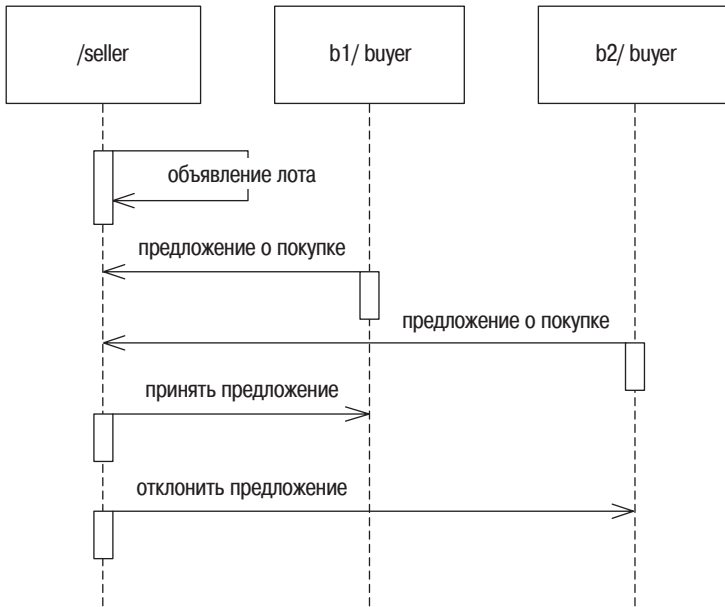 /seller
b1/ buyer
b2/ buyer
объявление лота
предложение о покупке
предложение о покупке
принять предложение
отклонить предложение